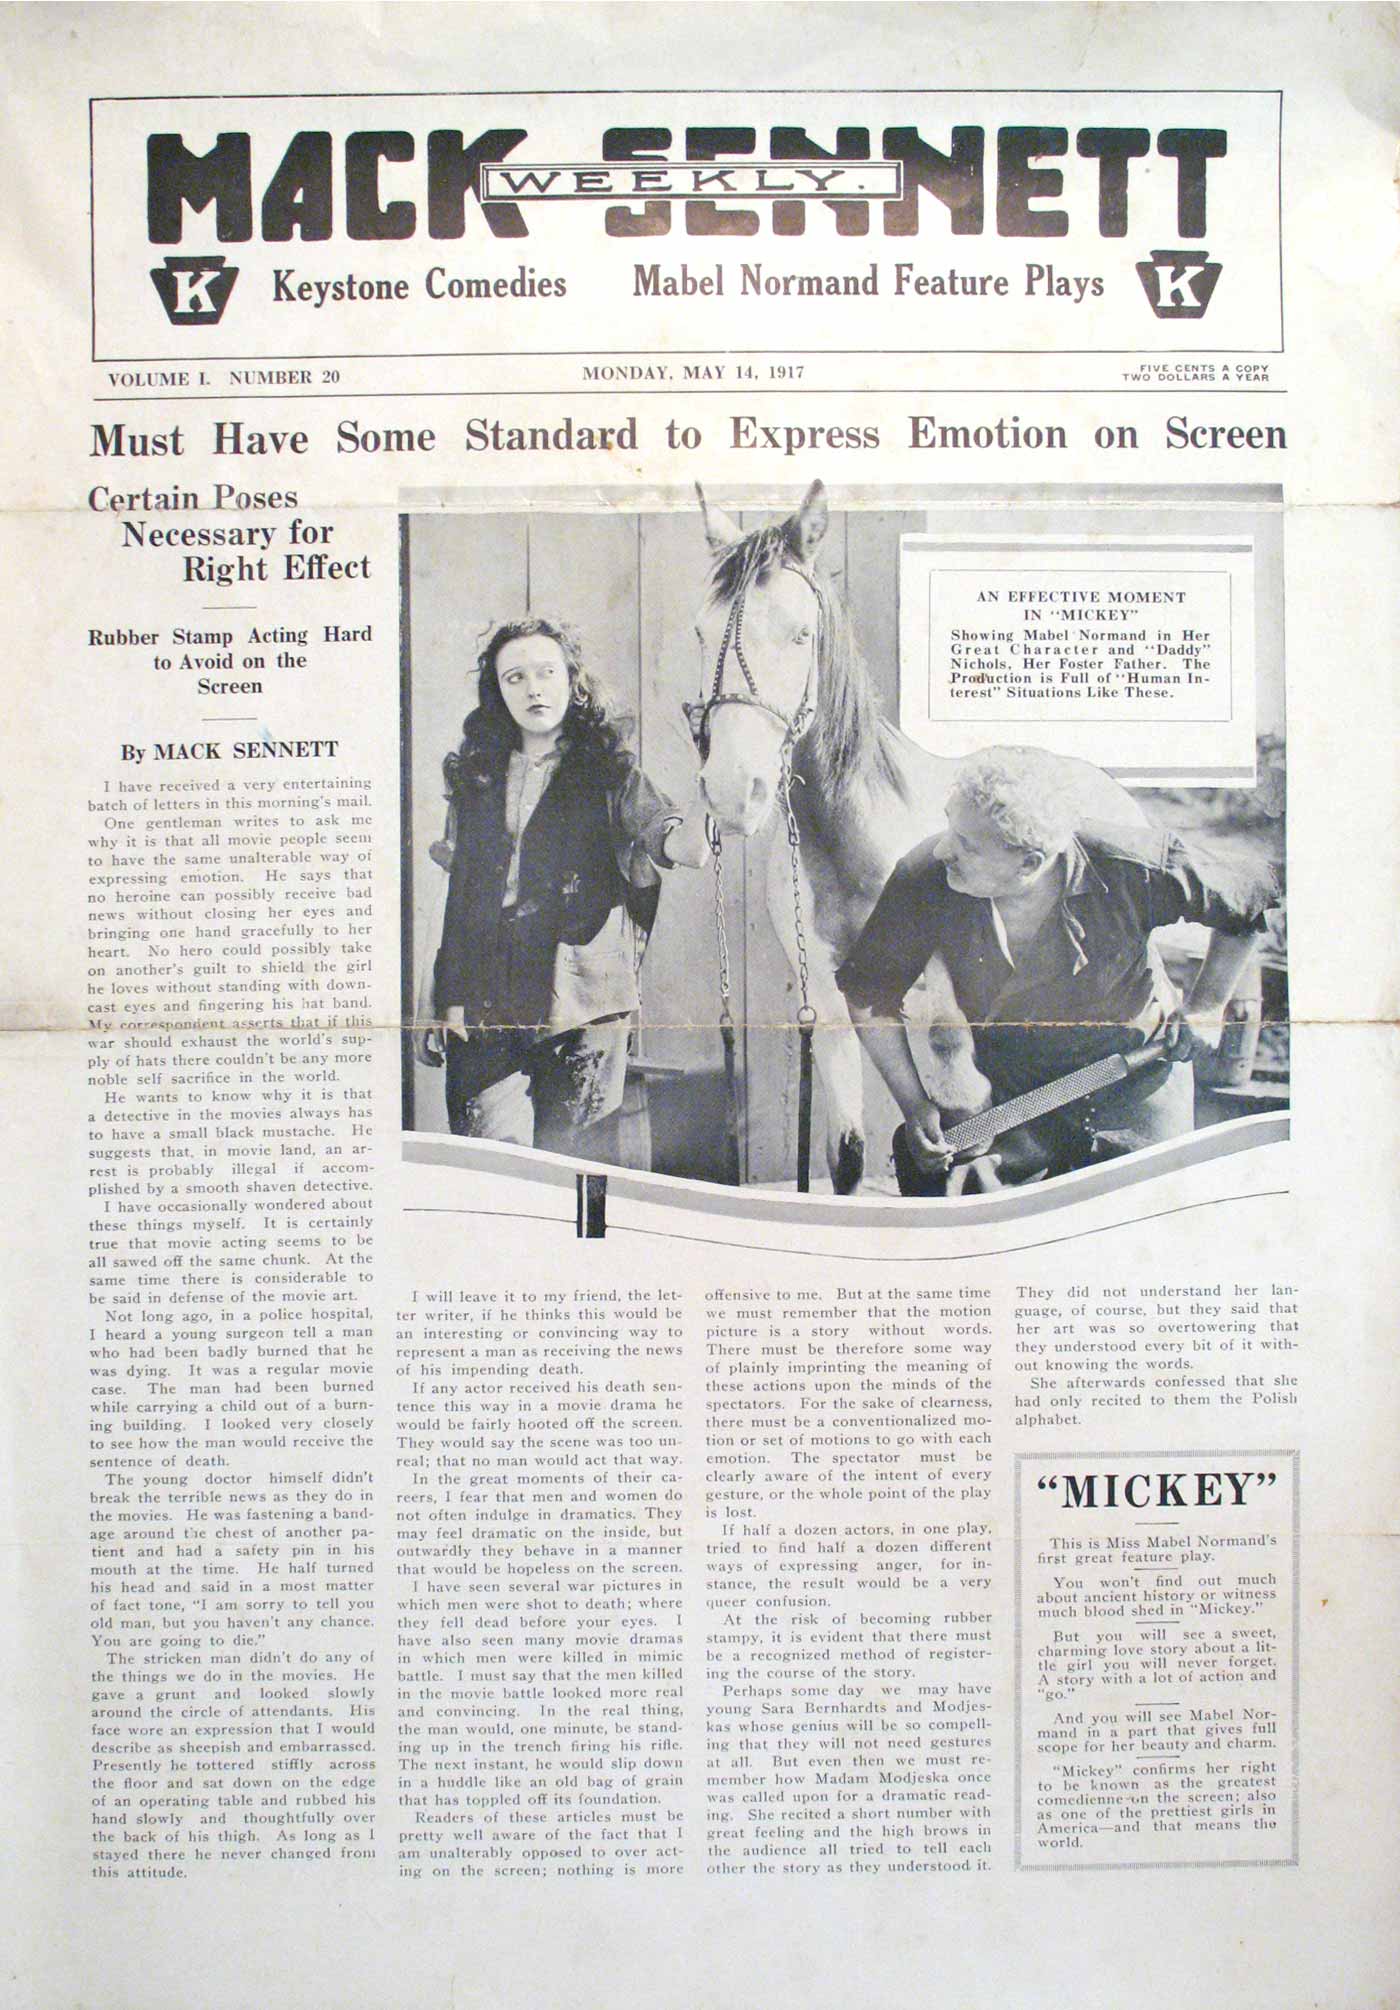 MACK SENNETT
WEEKLY.
K
Keystone Comedies
Mabel Normand Feature Plays
K
VOLUME I. NUMBER 20
MONDAY, MAY 14, 1917
FIVE CENTS A COPY
TWO DOLLARS A YEAR
Must Have Some Standard to Express Emotion on Screen
Certain Poses
Necessary for
Right Effect
Rubber Stamp Acting Hard
to Avoid on the
Screen
By MACK SENNETT
I have received a very entertaining
batch of letters in this morning's mail.
One gentleman writes to ask me
why it is that all movie people seem
to have the same unalterable way of
expressing emotion. He says that
no heroine can possibly receive bad
news without closing her eyes and
bringing one hand gracefully to her
heart. No hero could possibly take
on another's guilt to shield the girl
he loves without standing with down-
cast eyes and fingering his hat band.
My correspondent asserts that if this
war should exhaust the world's sup-
ply of hats there couldn't be any more
noble self sacrifice in the world.
He wants to know why it is that
a detective in the movies always has
to have a small black mustache. He
suggests that, in movie land, an ar-
rest is probably illegal if accom-
plished by a smooth shaven detective.
I have occasionally wondered about
these things myself. It is certainly
true that movie acting seems to be
all sawed off the same chunk. At the
same time there is considerable to
be said in defense of the movie art.
Not long ago, in a police hospital,
I heard a young surgeon tell a man
who had been badly burned that he
was dying. It was a regular movie
case. The man had been burned
while carrying a child out of a burn-
ing building. I looked very closely
to see how the man would receive the
sentence of death.
The young doctor himself didn't
break the terrible news as they do in
the movies. He was fastening a band-
age around the chest of another pa-
tient and had a safety pin in his
mouth at the time. He half turned
his head and said in a most matter
of fact tone, "I am sorry to tell you
old man, but you haven't any chance.
You are going to die."
The stricken man didn't do any of
the things we do in the movies. He
gave a grunt and looked slowly
around the circle of attendants. His
face wore an expression that I would
describe as sheepish and embarrassed.
Presently he tottered stiffly across
the floor and sat down on the edge
of an operating table and rubbed his
hand slowly and thoughtfully over
the back of his thigh. As long as I
stayed there he never changed from
this attitude.
AN EFFECTIVE MOMENT
IN "MICKEY"
Showing Mabel Normand in Her
Great Character and "Daddy"
Nichols, Her Foster Father. The
Production is Full of "Human In-
terest" Situations Like These.
I will leave it to my friend, the let-
ter writer, if he thinks this would be
an interesting or convincing way to
represent a man as receiving the news
of his impending death.
If any actor received his death sen-
tence this way in a movie drama he
would be fairly hooted off the screen.
They would say the scene was too un-
real; that no man would act that way.
In the great moments of their ca-
reers, I fear that men and women do
not often indulge in dramatics. They
may feel dramatic on the inside, but
outwardly they behave in a manner
that would be hopeless on the screen.
I have seen several war pictures in
which men were shot to death; where
they fell dead before your eyes. I
have also seen many movie dramas
in which men were killed in mimic
battle. I must say that the men killed
in the movie battle looked more real
and convincing. In the real thing,
the man would, one minute, be stand-
ing up in the trench firing his rifle.
The next instant, he would slip down
in a huddle like an old bag of grain
that has toppled off its foundation.
Readers of these articles must be
pretty well aware of the fact that I
am unalterably opposed to over act-
ing on the screen; nothing is more
offensive to me. But at the same time
we must remember that the motion
picture is a story without words.
There must be therefore some way
of plainly imprinting the meaning of
these actions upon the minds of the
spectators. For the sake of clearness,
there must be a conventionalized mo-
tion or set of motions to go with each
emotion. The spectator must be
clearly aware of the intent of every
gesture, or the whole point of the play
is lost.
If half a dozen actors, in one play,
tried to find half a dozen different
ways of expressing anger, for in-
stance, the result would be a very
queer confusion.
At the risk of becoming rubber
stampy, it is evident that there must
be a recognized method of register-
ing the course of the story.
Perhaps some day we may have
young Sara Bernhardts and Modjes-
kas whose genius will be so compell-
ing that they will not need gestures
at all. But even then we must re-
member how Madam Modjeska once
was called upon for a dramatic read-
ing. She recited a short number with
great feeling and the high brows in
the audience all tried to tell each
other the story as they understood it.
They did not understand her lan-
guage, of course, but they said that
her art was so overtowering that
they understood every bit of it with-
out knowing the words.
She afterwards confessed that she
had only recited to them the Polish
alphabet.
"MICKEY"
This is Miss Mabel Normand's
first great feature play.
You won't find out much
about ancient history or witness
much blood shed in "Mickey."
But you will see a sweet,
charming love story about a lit-
tle girl you will never forget.
A story with a lot of action and
"go."
And you will see Mabel Nor-
mand in a part that gives full
scope for her beauty and charm.
"Mickey" confirms her right
to be known as the greatest
comedienne on the screen; also
as one of the prettiest girls in
America—and that means the
world.